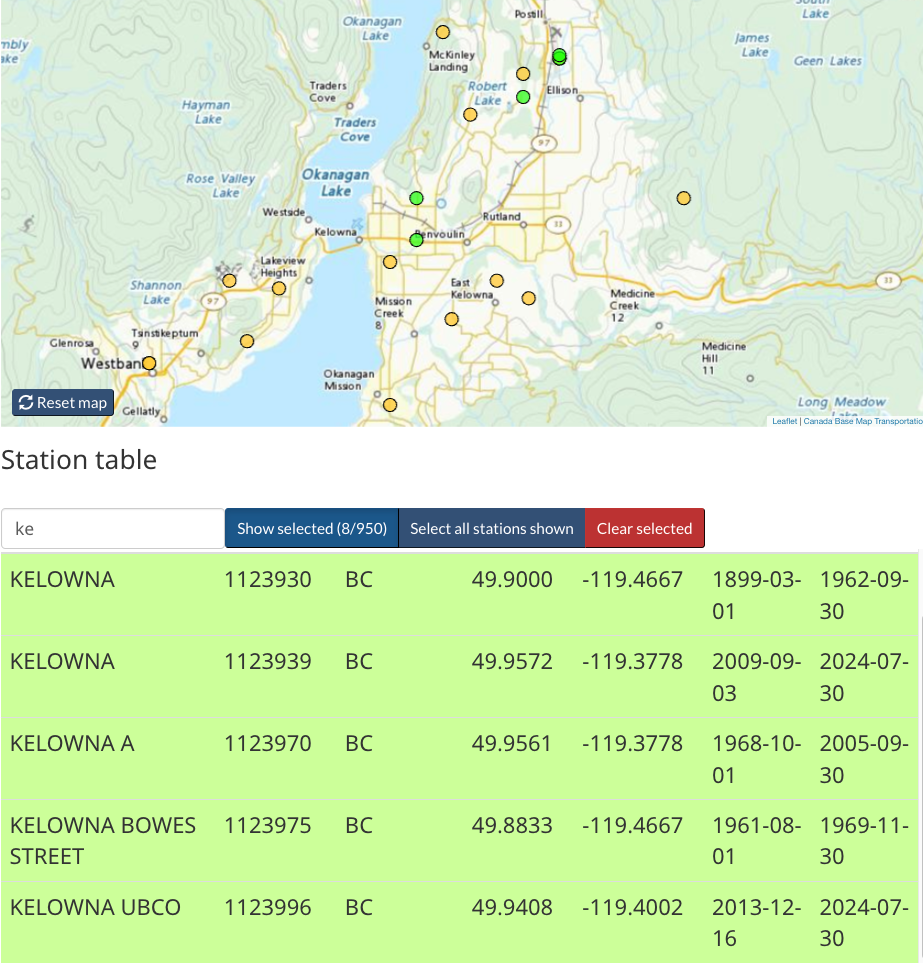 Okanagan
Lake
Postill
South
Lake
mbly
ake
McKinley
Landing
James
Lake
Geen Lakes
Traders
Cove
Robert
Lake
Ellison
Hayman
Lake
Traders
Cove
97
Rose Valley
Lake
Okanagan
Lake
Westside
Rutland
33
Kelowna
Benvoulin
Lakeview
Heights
East
Kelowna
Shannon
Lake
97
Mission
Creek
8
Medicine
Creek
12
33
Glenrosa
Tsinstikeptum
9
Westbank
Medicine
Hill
11
Okanagan
Mission
Reset map
Gellatly
Long Meadow
Lake
Leaflet | Canada Base Map Transportatio
Station table
ke Show selected (8/950) Select all stations shown Clear selected
KELOWNA 1123930 BC 49.9000 -119.4667 1899-03- 1962-09-
01 30
KELOWNA 1123939 BC 49.9572 -119.3778 2009-09- 2024-07-
03 30
KELOWNA A 1123970 BC 49.9561 -119.3778 1968-10- 2005-09-
01 30
KELOWNA BOWES 1123975 BC 49.8833 -119.4667 1961-08- 1969-11-
STREET 01 30
KELOWNA UBCO 1123996 BC 49.9408 -119.4002 2013-12- 2024-07-
16 30